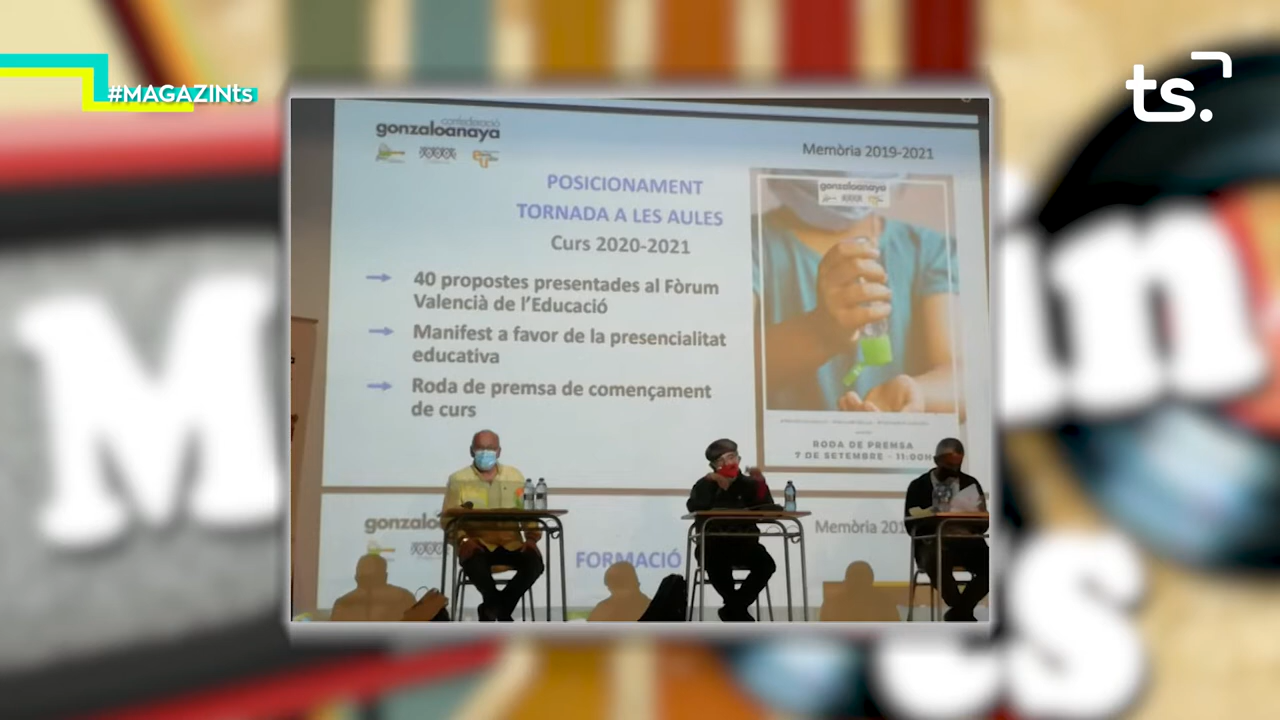 #MAGAZINts
ts.
confederació
gonzaloanaya
Memòria 2019-2021
POSICIONAMENT
TORNADA A LES AULES
Curs 2020-2021
40 propostes presentades al Fòrum
Valencià de l'Educació
Manifest a favor de la presencialitat
educativa
Roda de premsa de començament
de curs
gonzaloanaya
RODA DE PREMSA
7 DE SETEMBRE - 11:00H
Memòria
FORMACIÓ